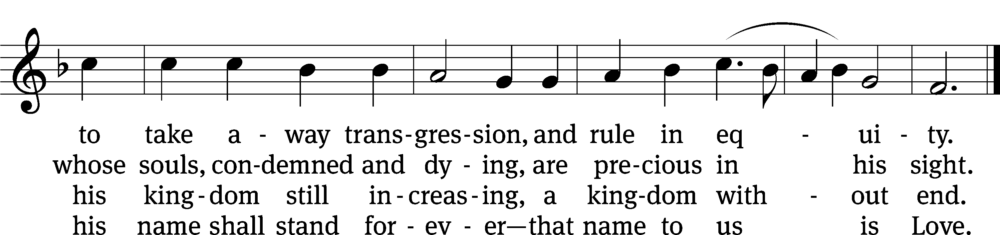 to take a - way trans-gres-sion, and rule in eq - ui - ty.
whose souls, con-demned and dy - ing, are pre-cious in his sight.
his king-dom still in-creas-ing, a king-dom with - out end.
his name shall stand for - ev - er—that name to us is Love.